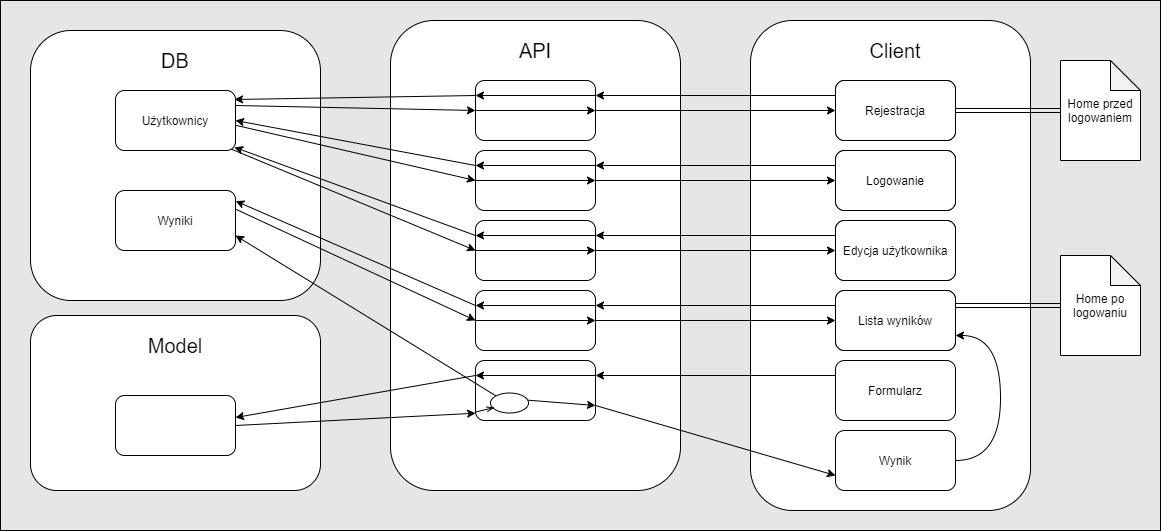 DB
API
Client
Użytkownicy
Wyniki
Model
Rejestracja
Logowanie
Edycja użytkownika
Lista wyników
Formularz
Wynik
Home przed
logowaniem
Home po
logowaniu